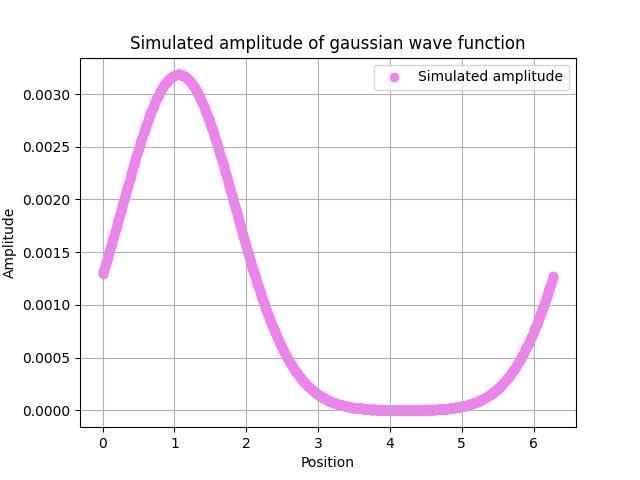 Simulated amplitude of gaussian wave function
Simulated amplitude
Amplitude
0.0030
0.0025
0.0020
0.0015
0.0010
0.0005
0.0000
0 1 2 3 4 5 6
Position